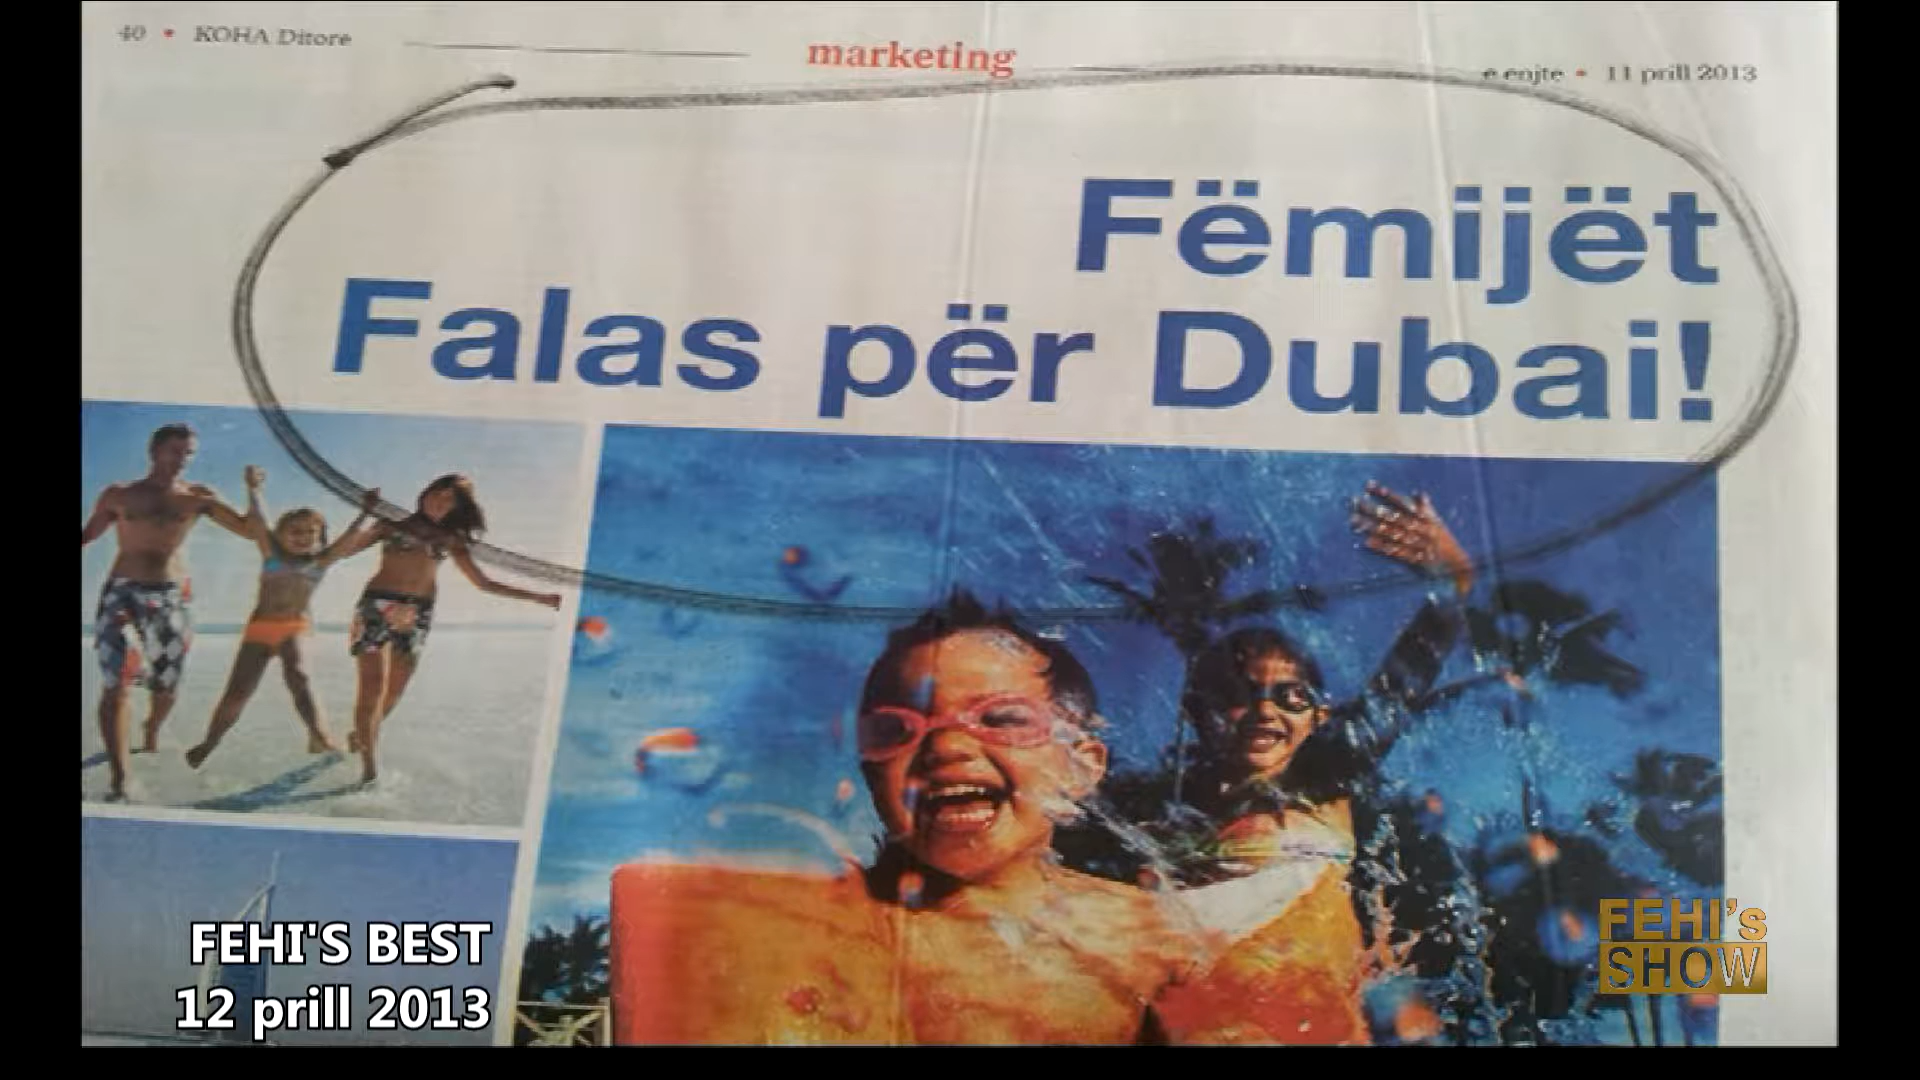 40 • KOHA Ditore
marketing
e enjte • 11 prill 2013
Fëmijët
Falas për Dubai!
FEHI'S BEST
12 prill 2013
FEHI's
SHOW